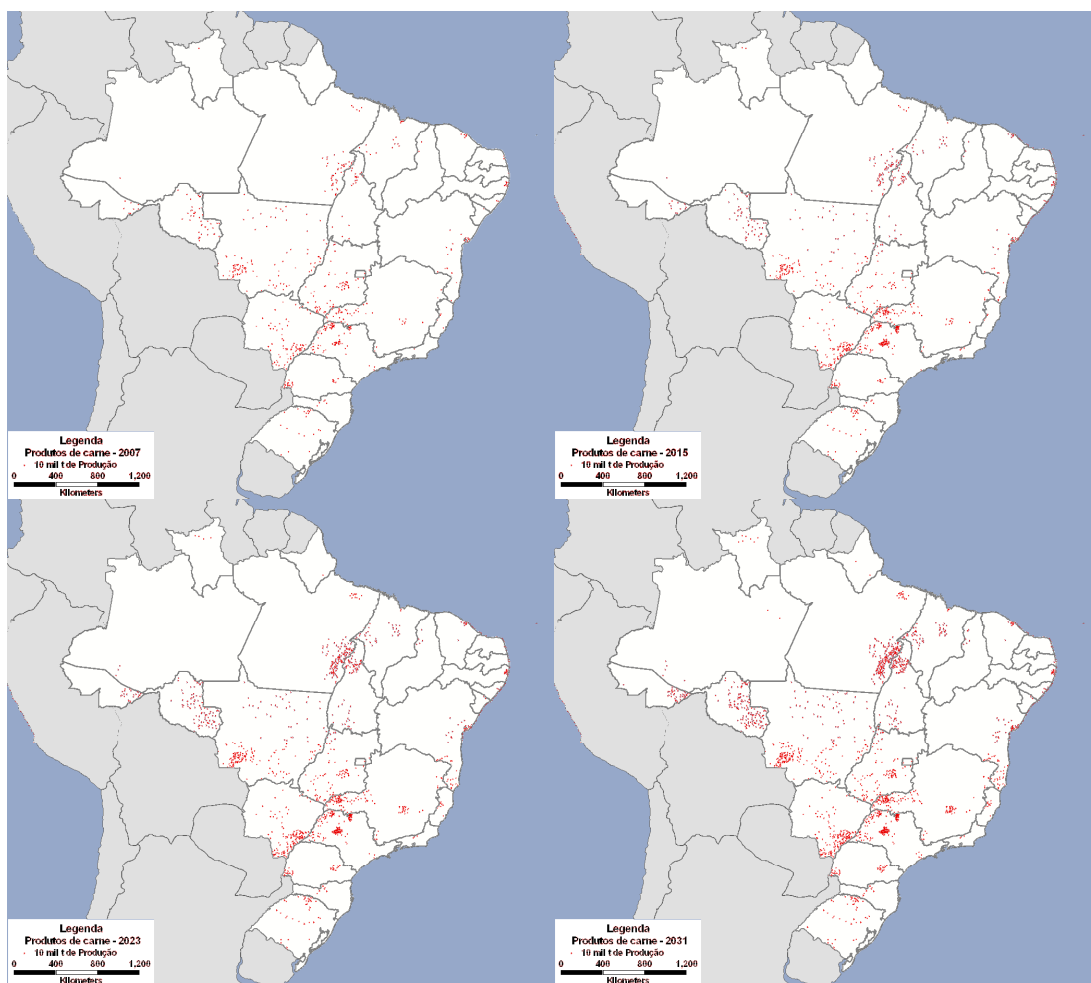 Legenda
Produtos de carne - 2007
10 mil t de Produção
0 400 800 1,200
Kilometers
Legenda
Produtos de carne - 2015
10 mil t de Produção
0 400 800 1,200
Kilometers
Legenda
Produtos de carne - 2023
10 mil t de Produção
0 400 800 1,200
Kilometers
Legenda
Produtos de carne - 2031
10 mil t de Produção
0 400 800 1,200
Kilometers